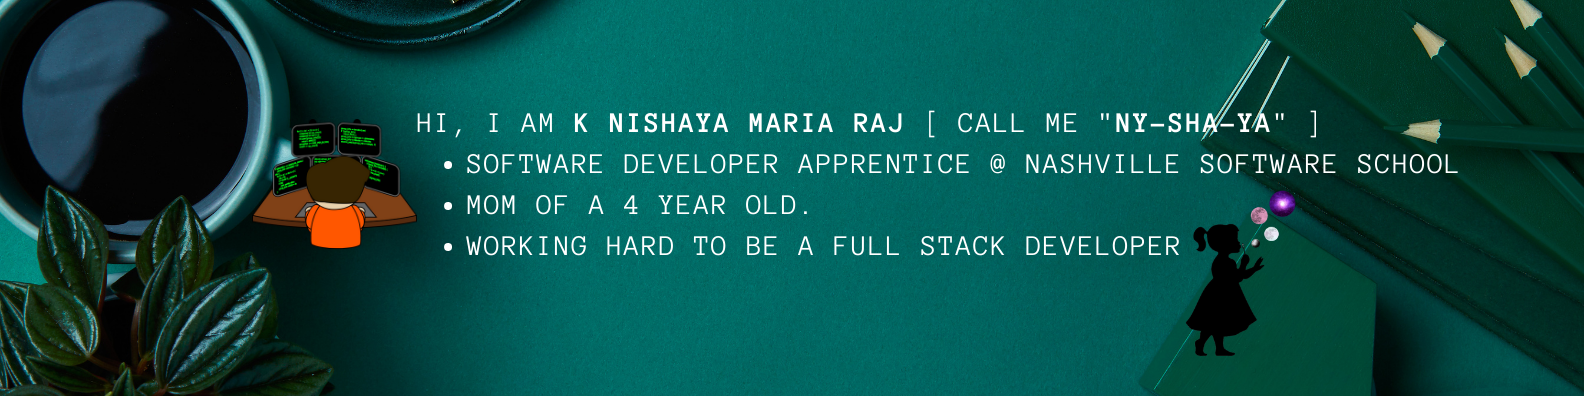 HI, I AM K NISHAYA MARIA RAJ [ CALL ME "NY-SHA-YA" ]
• SOFTWARE DEVELOPER APPRENTICE @ NASHVILLE SOFTWARE SCHOOL
• MOM OF A 4 YEAR OLD.
• WORKING HARD TO BE A FULL STACK DEVELOPER